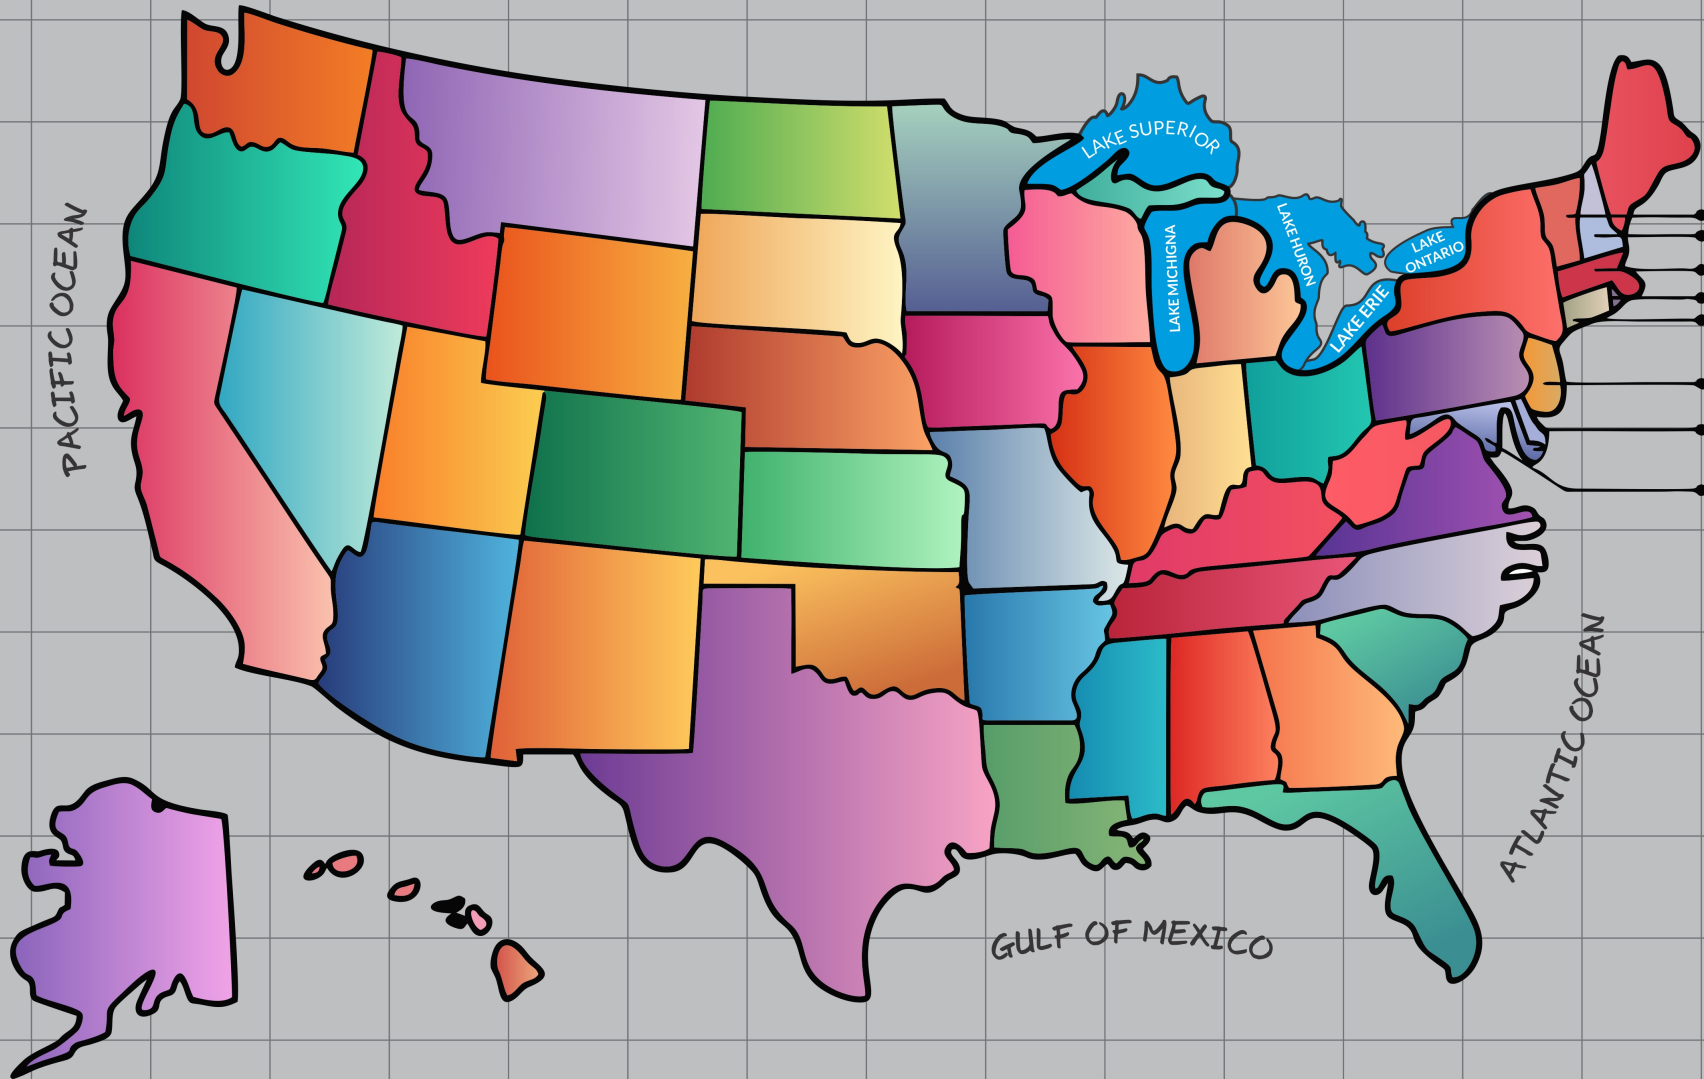 LAKE SUPERIOR
LAKE MICHIGNA
LAKE HURON
LAKE
ONTARIO
LAKE ERIE
PACIFIC OCEAN
ATLANTIC OCEAN
GULF OF MEXICO